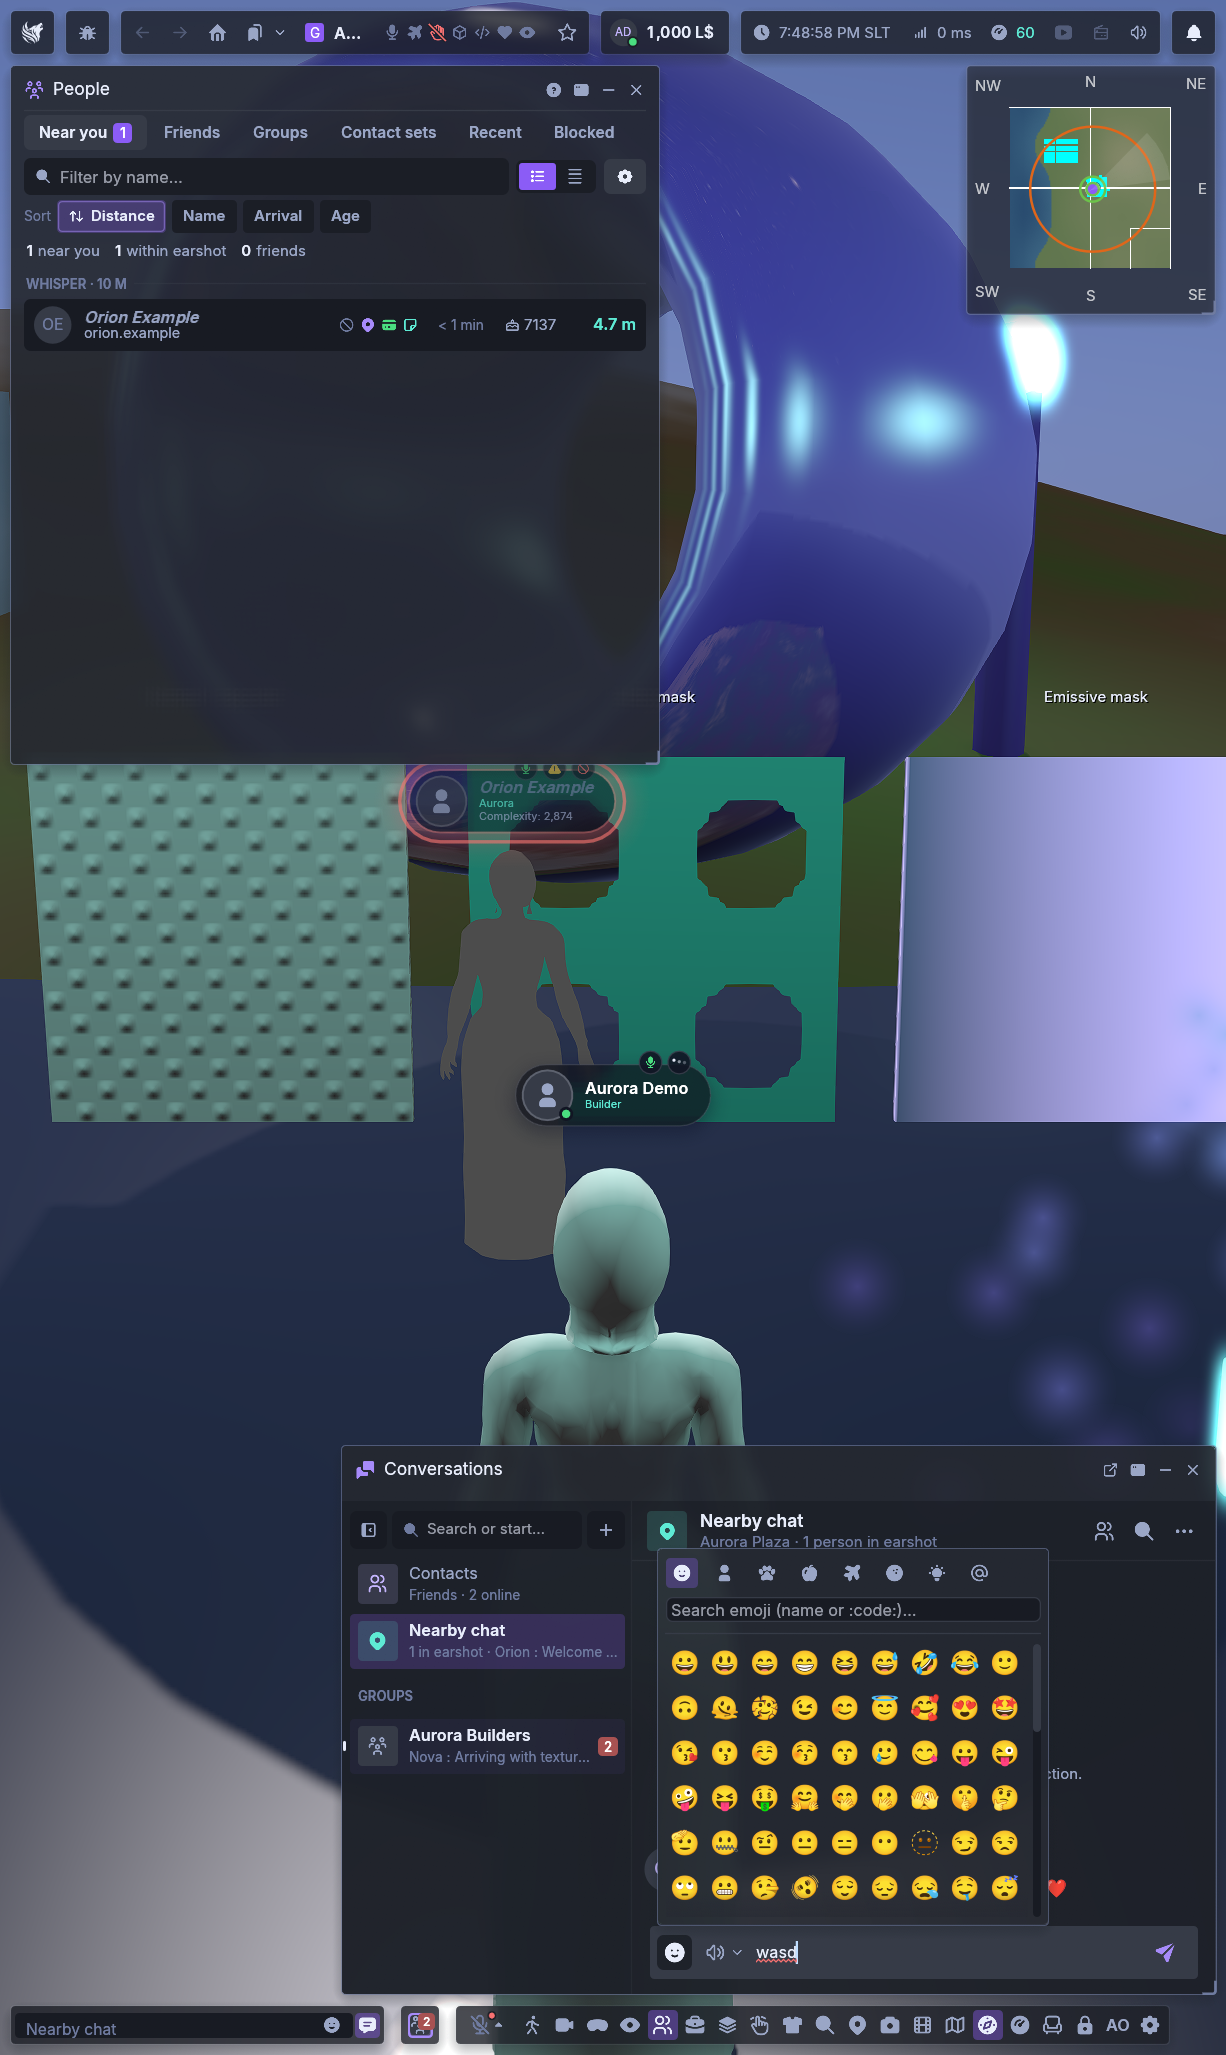 G A... AD 1,000 L$ 7:48:58 PM SLT 0 ms 60
People
Near you 1 Friends Groups Contact sets Recent Blocked
Filter by name...
Sort Distance Name Arrival Age
1 near you 1 within earshot 0 friends
WHISPER · 10 M
OE Orion Example
orion.example
< 1 min 7137 4.7 m
NW N NE
W E
SW S SE
mask
Emissive mask
Orion Example
Aurora
Complexity: 2,874
Aurora Demo
Builder
Conversations
Search or start...
Contacts
Friends · 2 online
Nearby chat
1 in earshot · Orion : Welcome ...
GROUPS
Aurora Builders
Nova : Arriving with textur... 2
Nearby chat
Aurora Plaza · 1 person in earshot
Search emoji (name or :code:)...
ction.
wasd
Nearby chat
2
AO